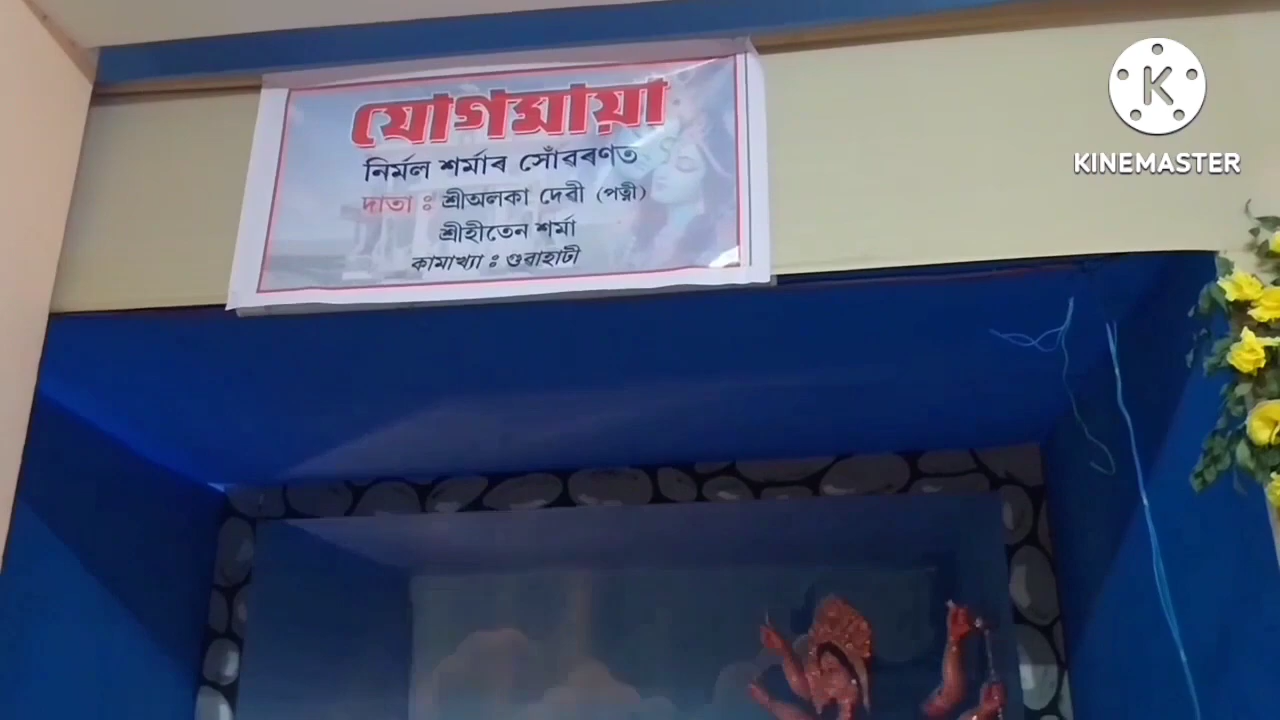 যোগমায়া
নিৰ্মল শৰ্মাৰ সোঁৱৰণত
দাতা : শ্ৰীঅলকা দেৱী (পত্নী)
শ্ৰীহীতেন শৰ্মা
কামাখ্যা : গুৱাহাটী
K
KINEMASTER